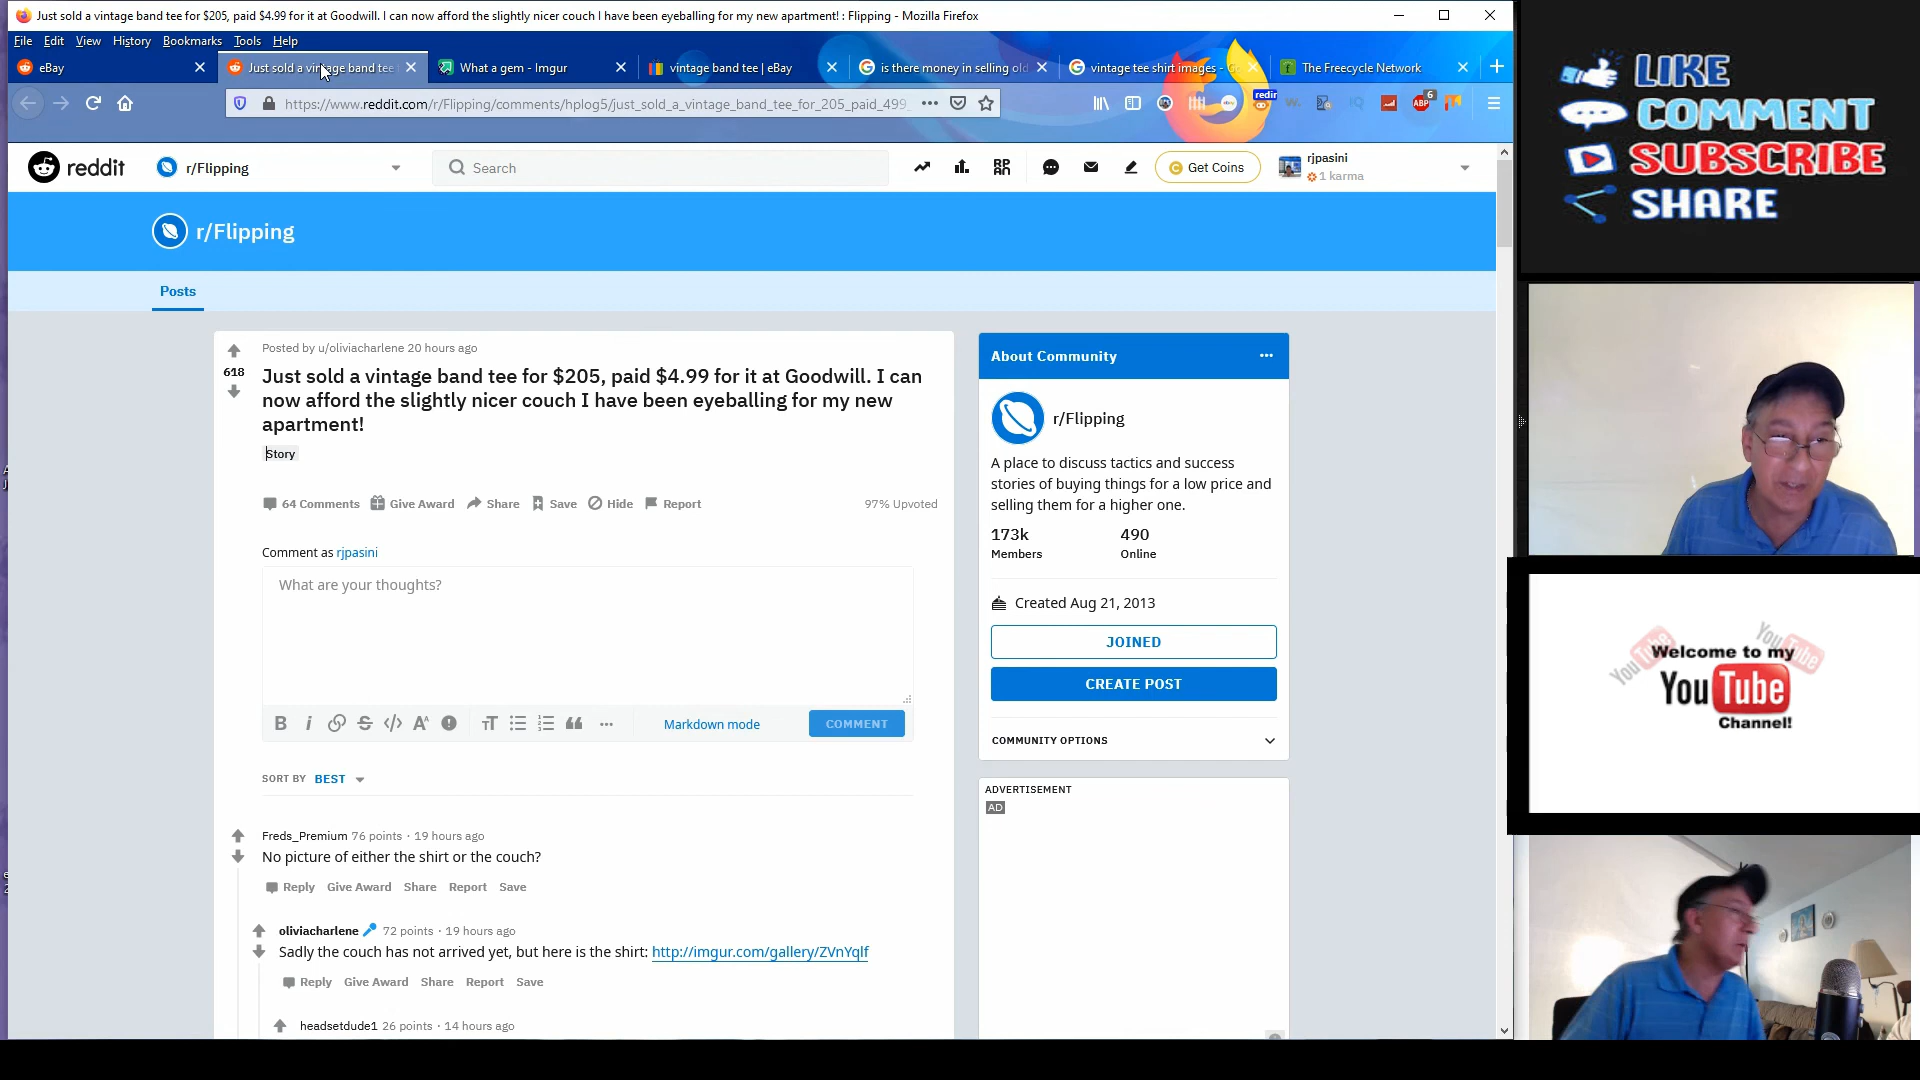 Just sold a vintage band tee for $205, paid $4.99 for it at Goodwill. I can now afford the slightly nicer couch I have been eyeballing for my new apartment! : Flipping - Mozilla Firefox
File Edit View History Bookmarks Tools Help
eBay
Just sold a vintage band tee
What a gem - Imgur
vintage band tee | eBay
is there money in selling old
vintage tee shirt images - G
The Freecycle Network
https://www.reddit.com/r/Flipping/comments/hplog5/just_sold_a_vintage_band_tee_for_205_paid_499_
redir
ABP
6
reddit
r/Flipping
Search
Get Coins
rjpasini
1 karma
r/Flipping
Posts
Posted by u/oliviacharlene 20 hours ago
618
Just sold a vintage band tee for $205, paid $4.99 for it at Goodwill. I can
now afford the slightly nicer couch I have been eyeballing for my new
apartment!
Story
64 Comments Give Award Share Save Hide Report 97% Upvoted
Comment as rjpasini
What are your thoughts?
Markdown mode
COMMENT
SORT BY BEST
Freds_Premium 76 points · 19 hours ago
No picture of either the shirt or the couch?
Reply Give Award Share Report Save
oliviacharlene 72 points · 19 hours ago
Sadly the couch has not arrived yet, but here is the shirt: http://imgur.com/gallery/ZVnYqlf
Reply Give Award Share Report Save
headsetdude1 26 points · 14 hours ago
About Community
r/Flipping
A place to discuss tactics and success
stories of buying things for a low price and
selling them for a higher one.
173k 490
Members Online
Created Aug 21, 2013
JOINED
CREATE POST
COMMUNITY OPTIONS
ADVERTISEMENT
AD
LIKE
COMMENT
SUBSCRIBE
SHARE
YouTube
YouTube
Welcome to my
YouTube
Channel!